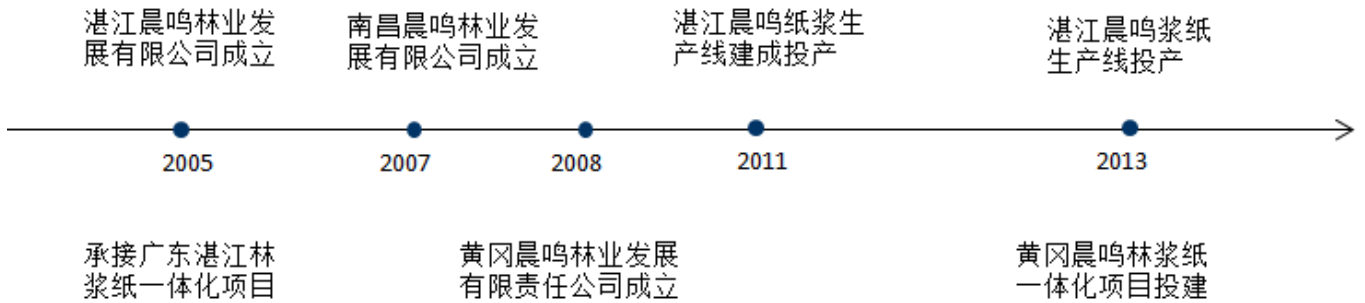 湛江晨鸣林业发
展有限公司成立
南昌晨鸣林业发
展有限公司成立
湛江晨鸣纸浆生
产线建成投产
湛江晨鸣浆纸
生产线投产
2005
2007
2008
2011
2013
承接广东湛江林
浆纸一体化项目
黄冈晨鸣林业发展
有限责任公司成立
黄冈晨鸣林浆纸
一体化项目投建